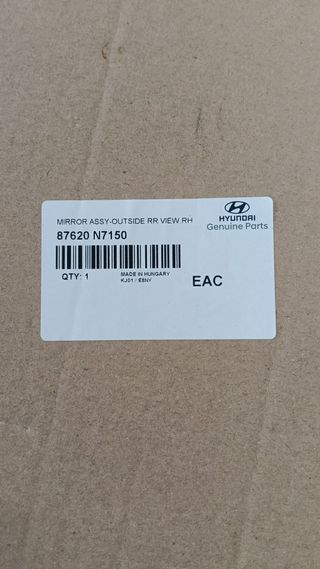 MIRROR ASSY-OUTSIDE RR VIEW RH
87620 N7150
HYUNDAI
Genuine Parts
QTY: 1
MADE IN HUNGARY
KJ01 / E8NY
EAC